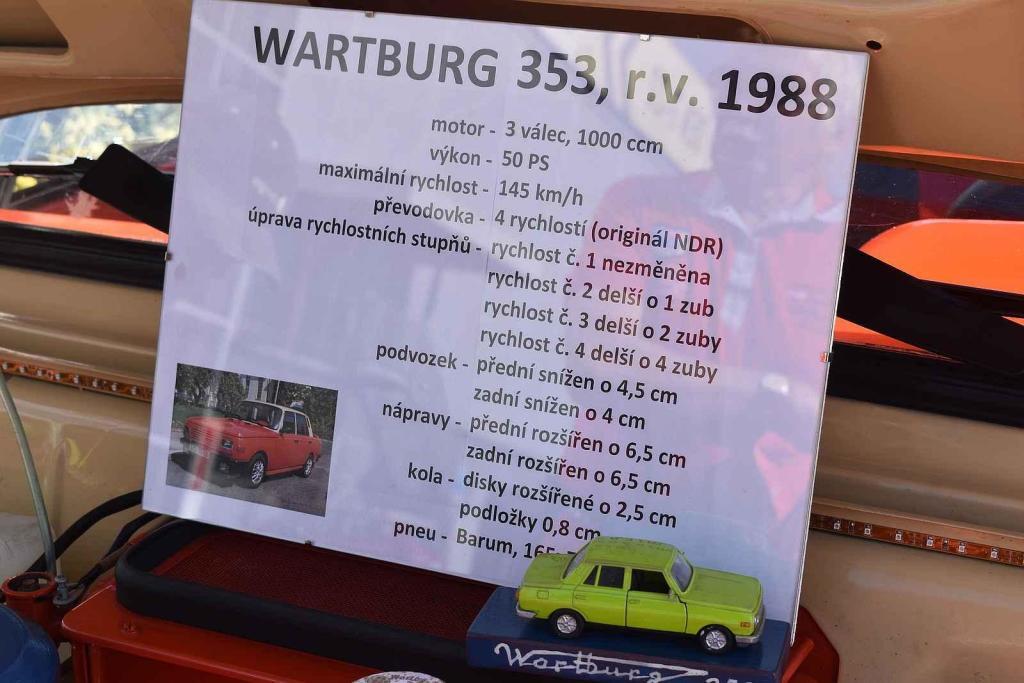 WARTBURG 353, r.v. 1988
motor - 3 válec, 1000 ccm
výkon - 50 PS
maximální rychlost - 145 km/h
převodovka - 4 rychlostí (originál NDR)
úprava rychlostních stupňů - rychlost č. 1 nezměněna
rychlost č. 2 delší o 1 zub
rychlost č. 3 delší o 2 zuby
rychlost č. 4 delší o 4 zuby
podvozek - přední snížen o 4,5 cm
zadní snížen o 4 cm
nápravy - přední rozšířen o 6,5 cm
zadní rozšířen o 6,5 cm
kola - disky rozšířené o 2,5 cm
podložky 0,8 cm
pneu - Barum, 165
Wartburg